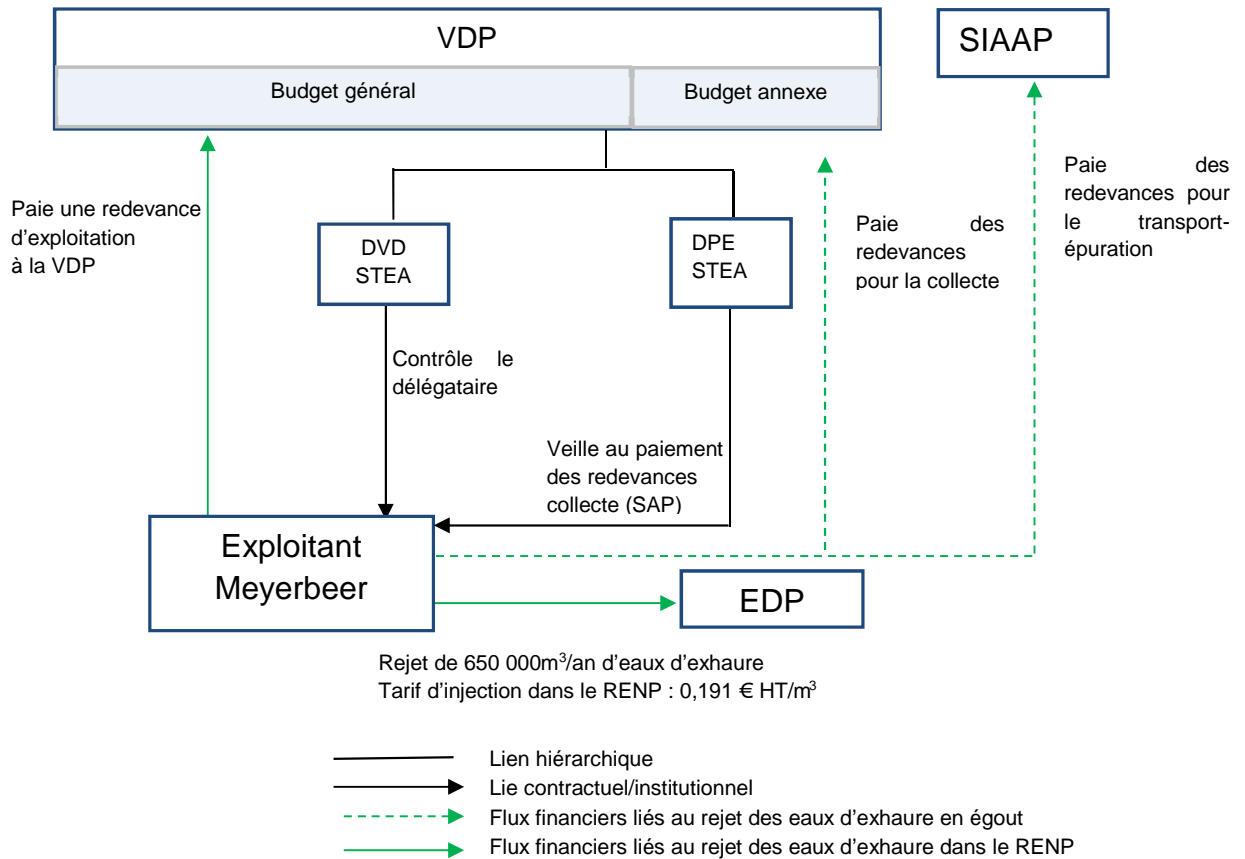 VDP
SIAAP
Budget général
Budget annexe
Paie une redevance
d'exploitation
à la VDP
DVD
STEA
DPE
STEA
Paie des
redevances
pour la collecte
Paie des
redevances pour
le transport-
épuration
Contrôle le
délégataire
Veille au paiement
des redevances
collecte (SAP)
Exploitant
Meyerbeer
EDP
Rejet de 650 000m³/an d'eaux d'exhaure
Tarif d'injection dans le RENP : 0,191 € HT/m³
Lien hiérarchique
Lie contractuel/institutionnel
Flux financiers liés au rejet des eaux d'exhaure en égout
Flux financiers liés au rejet des eaux d'exhaure dans le RENP